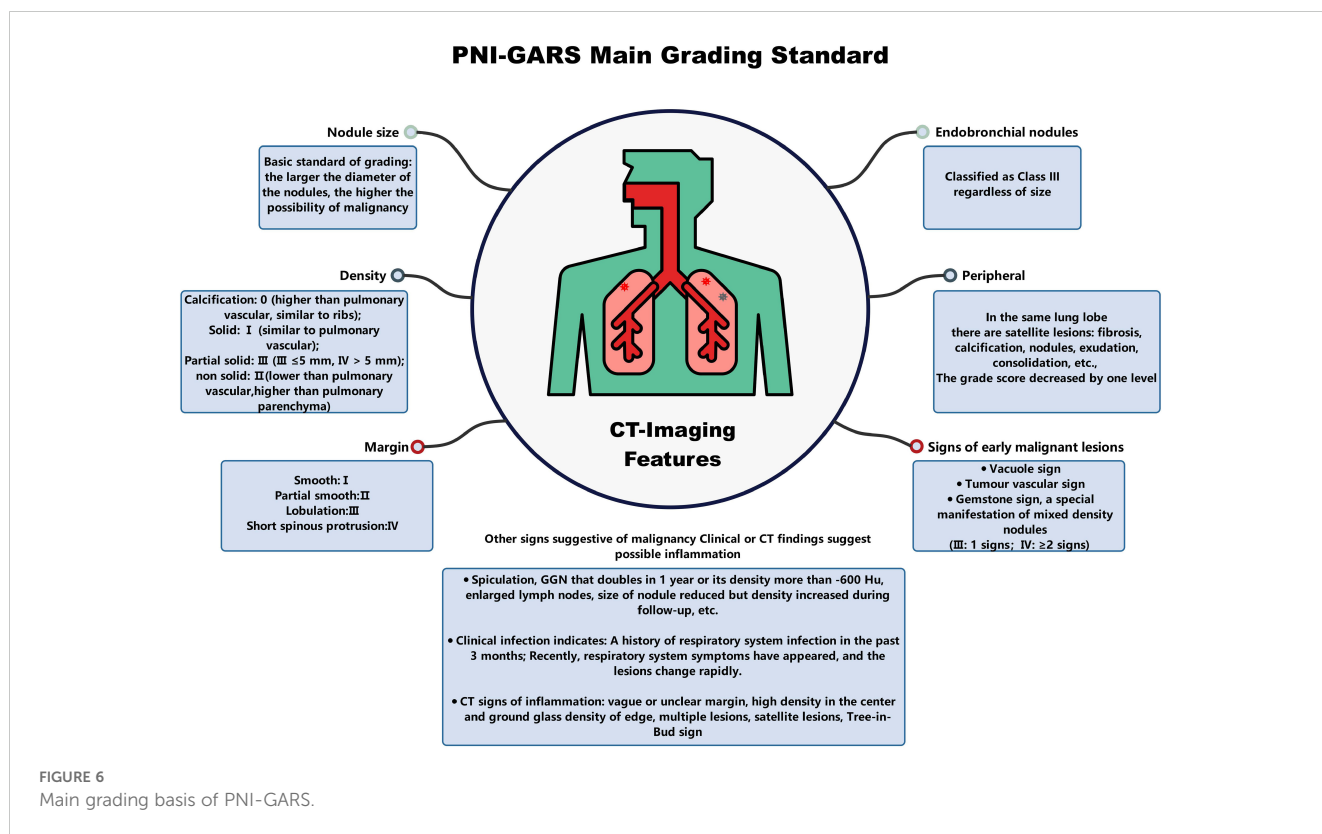 PNI-GARS Main Grading Standard
Nodule size
Basic standard of grading:
the larger the diameter of
the nodules, the higher the
possibility of malignancy
Density
Calcification: 0 (higher than pulmonary
vascular, similar to ribs);
Solid: Ⅰ (similar to pulmonary
vascular);
Partial solid: Ⅲ (Ⅲ ≤5 mm, Ⅳ > 5 mm);
non solid: Ⅱ(lower than pulmonary
vascular,higher than pulmonary
parenchyma)
Margin
Smooth: Ⅰ
Partial smooth:Ⅱ
Lobulation:Ⅲ
Short spinous protrusion:Ⅳ
CT-Imaging
Features
Endobronchial nodules
Classified as Class III
regardless of size
Peripheral
In the same lung lobe
there are satellite lesions: fibrosis,
calcification, nodules, exudation,
consolidation, etc.,
The grade score decreased by one level
Signs of early malignant lesions
• Vacuole sign
• Tumour vascular sign
• Gemstone sign, a special
manifestation of mixed density
nodules
(Ⅲ: 1 signs; Ⅳ: ≥2 signs)
Other signs suggestive of malignancy Clinical or CT findings suggest
possible inflammation
• Spiculation, GGN that doubles in 1 year or its density more than -600 Hu,
enlarged lymph nodes, size of nodule reduced but density increased during
follow-up, etc.
• Clinical infection indicates: A history of respiratory system infection in the past
3 months; Recently, respiratory system symptoms have appeared, and the
lesions change rapidly.
• CT signs of inflammation: vague or unclear margin, high density in the center
and ground glass density of edge, multiple lesions, satellite lesions, Tree-in-
Bud sign
FIGURE 6
Main grading basis of PNI-GARS.